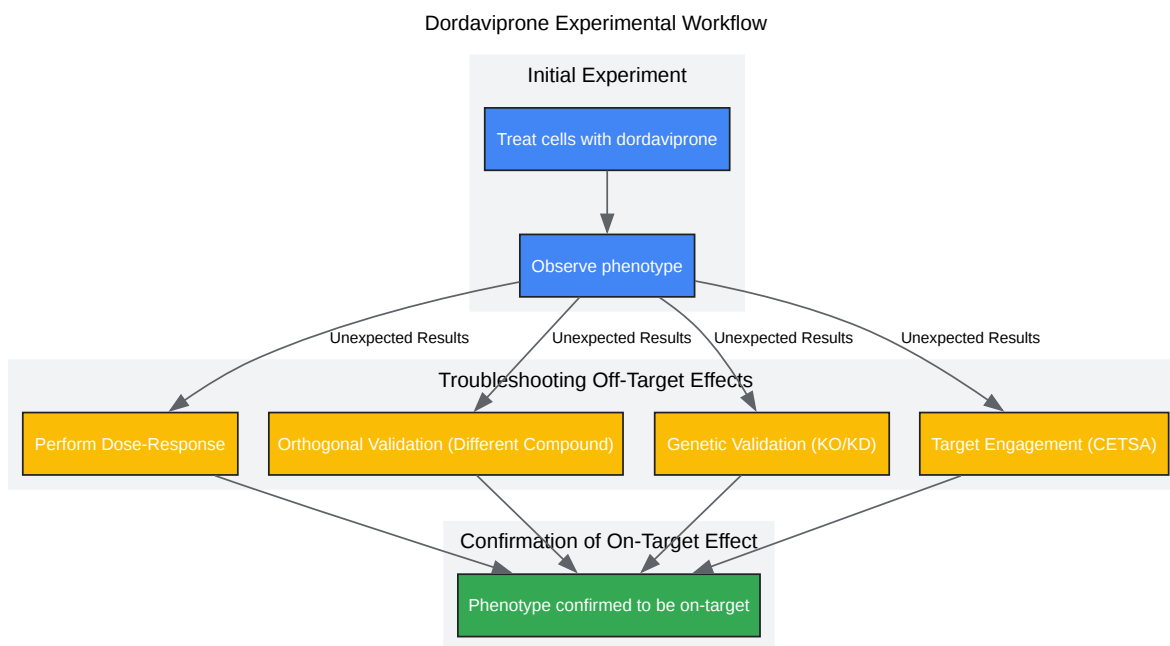 Dordaviprone Experimental Workflow
Initial Experiment
Treat cells with dordaviprone
Observe phenotype
Unexpected Results
Unexpected Results
Unexpected Results
Unexpected Results
Troubleshooting Off-Target Effects
Perform Dose-Response
Orthogonal Validation (Different Compound)
Genetic Validation (KO/KD)
Target Engagement (CETSA)
Confirmation of On-Target Effect
Phenotype confirmed to be on-target